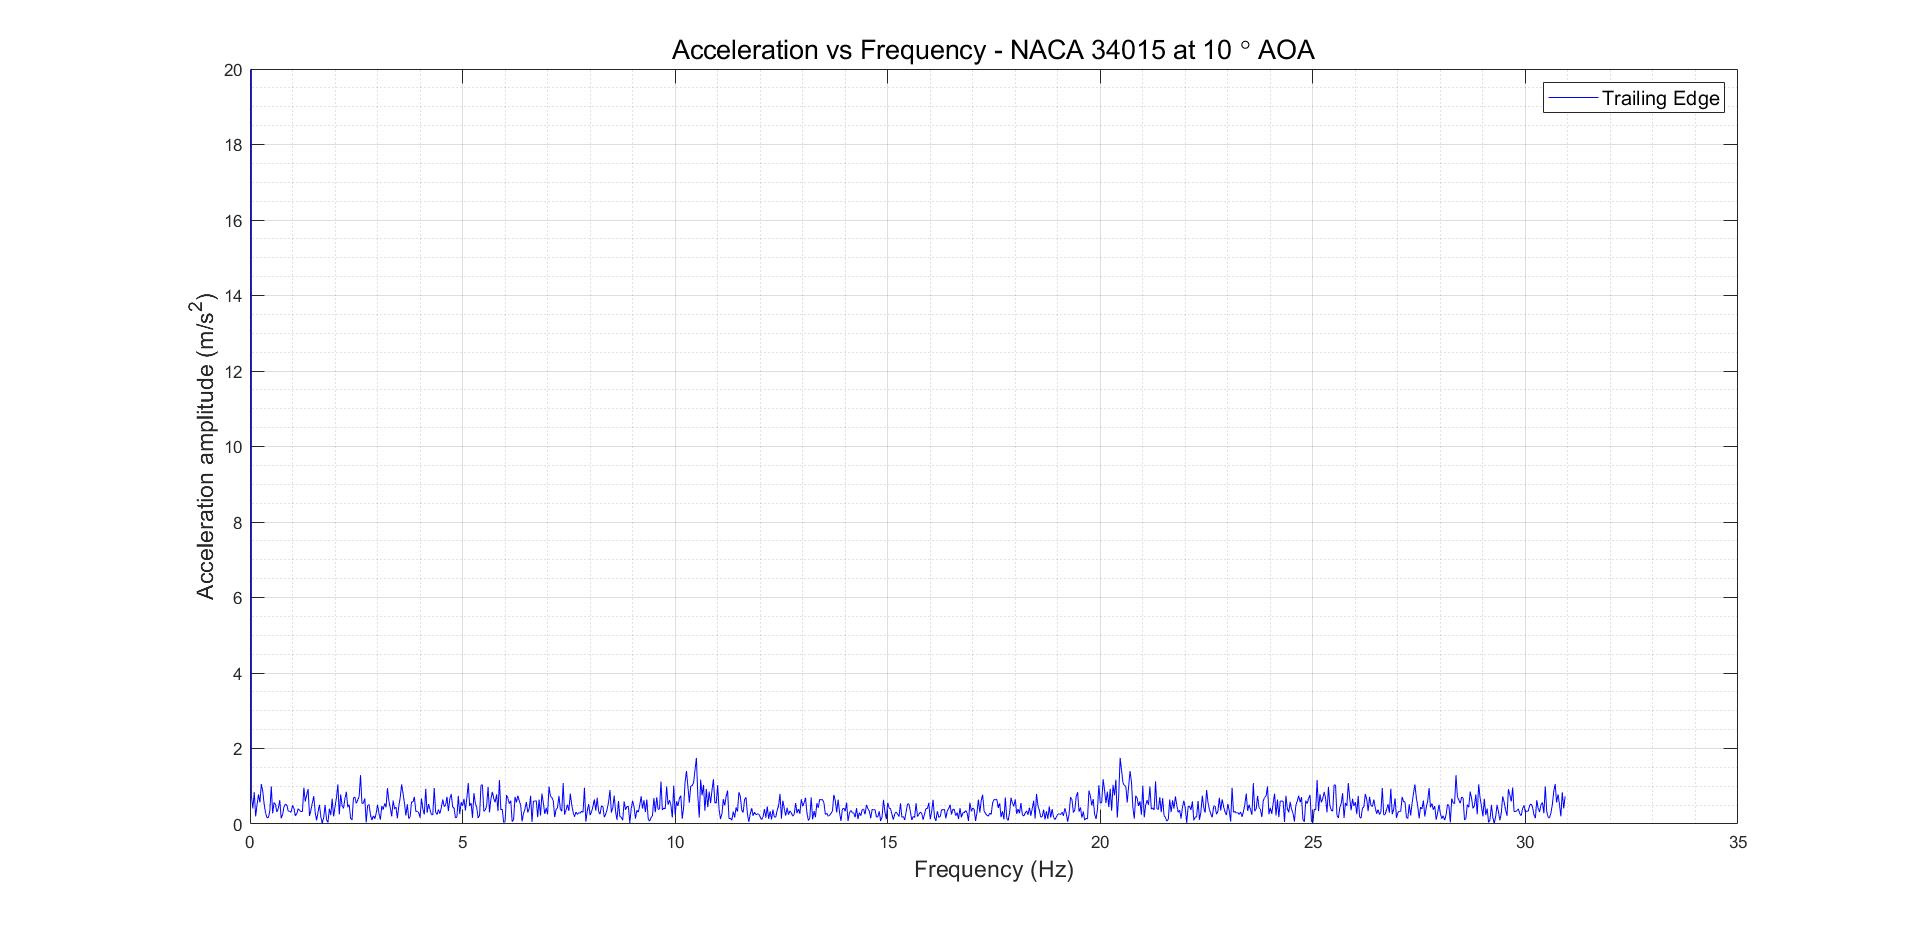 Acceleration vs Frequency - NACA 34015 at 10 ° AOA
Trailing Edge
Acceleration amplitude (m/s²)
20
18
16
14
12
10
8
6
4
2
0
0 5 10 15 20 25 30 35
Frequency (Hz)